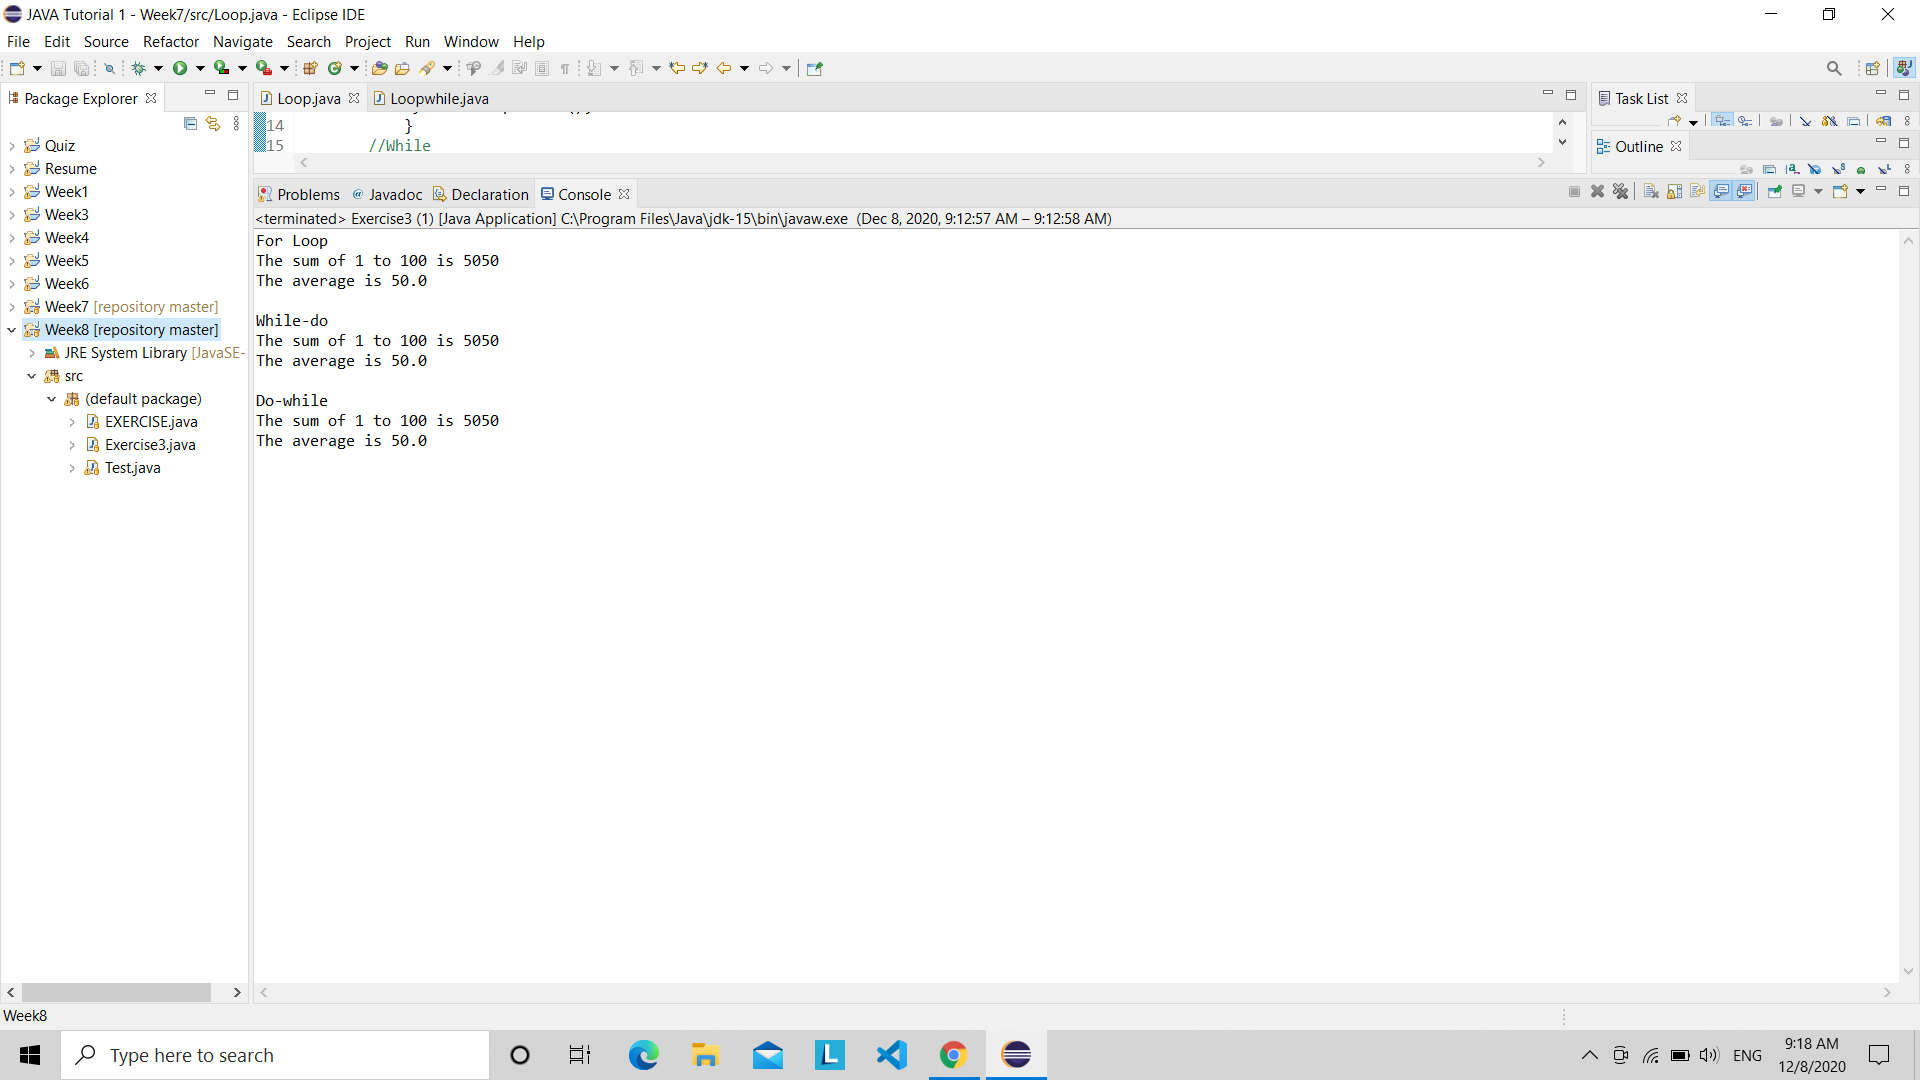 JAVA Tutorial 1 - Week7/src/Loop.java - Eclipse IDE
File Edit Source Refactor Navigate Search Project Run Window Help
Package Explorer
Quiz
Resume
Week1
Week3
Week4
Week5
Week6
Week7 [repository master]
Week8 [repository master]
JRE System Library [JavaSE-
src
(default package)
EXERCISE.java
Exercise3.java
Test.java
Loop.java Loopwhile.java
14 }
15 //While
Task List
Outline
Problems Javadoc Declaration Console
<terminated> Exercise3 (1) [Java Application] C:\Program Files\Java\jdk-15\bin\javaw.exe (Dec 8, 2020, 9:12:57 AM – 9:12:58 AM)
For Loop
The sum of 1 to 100 is 5050
The average is 50.0
While-do
The sum of 1 to 100 is 5050
The average is 50.0
Do-while
The sum of 1 to 100 is 5050
The average is 50.0
Week8
Type here to search
ENG
9:18 AM
12/8/2020